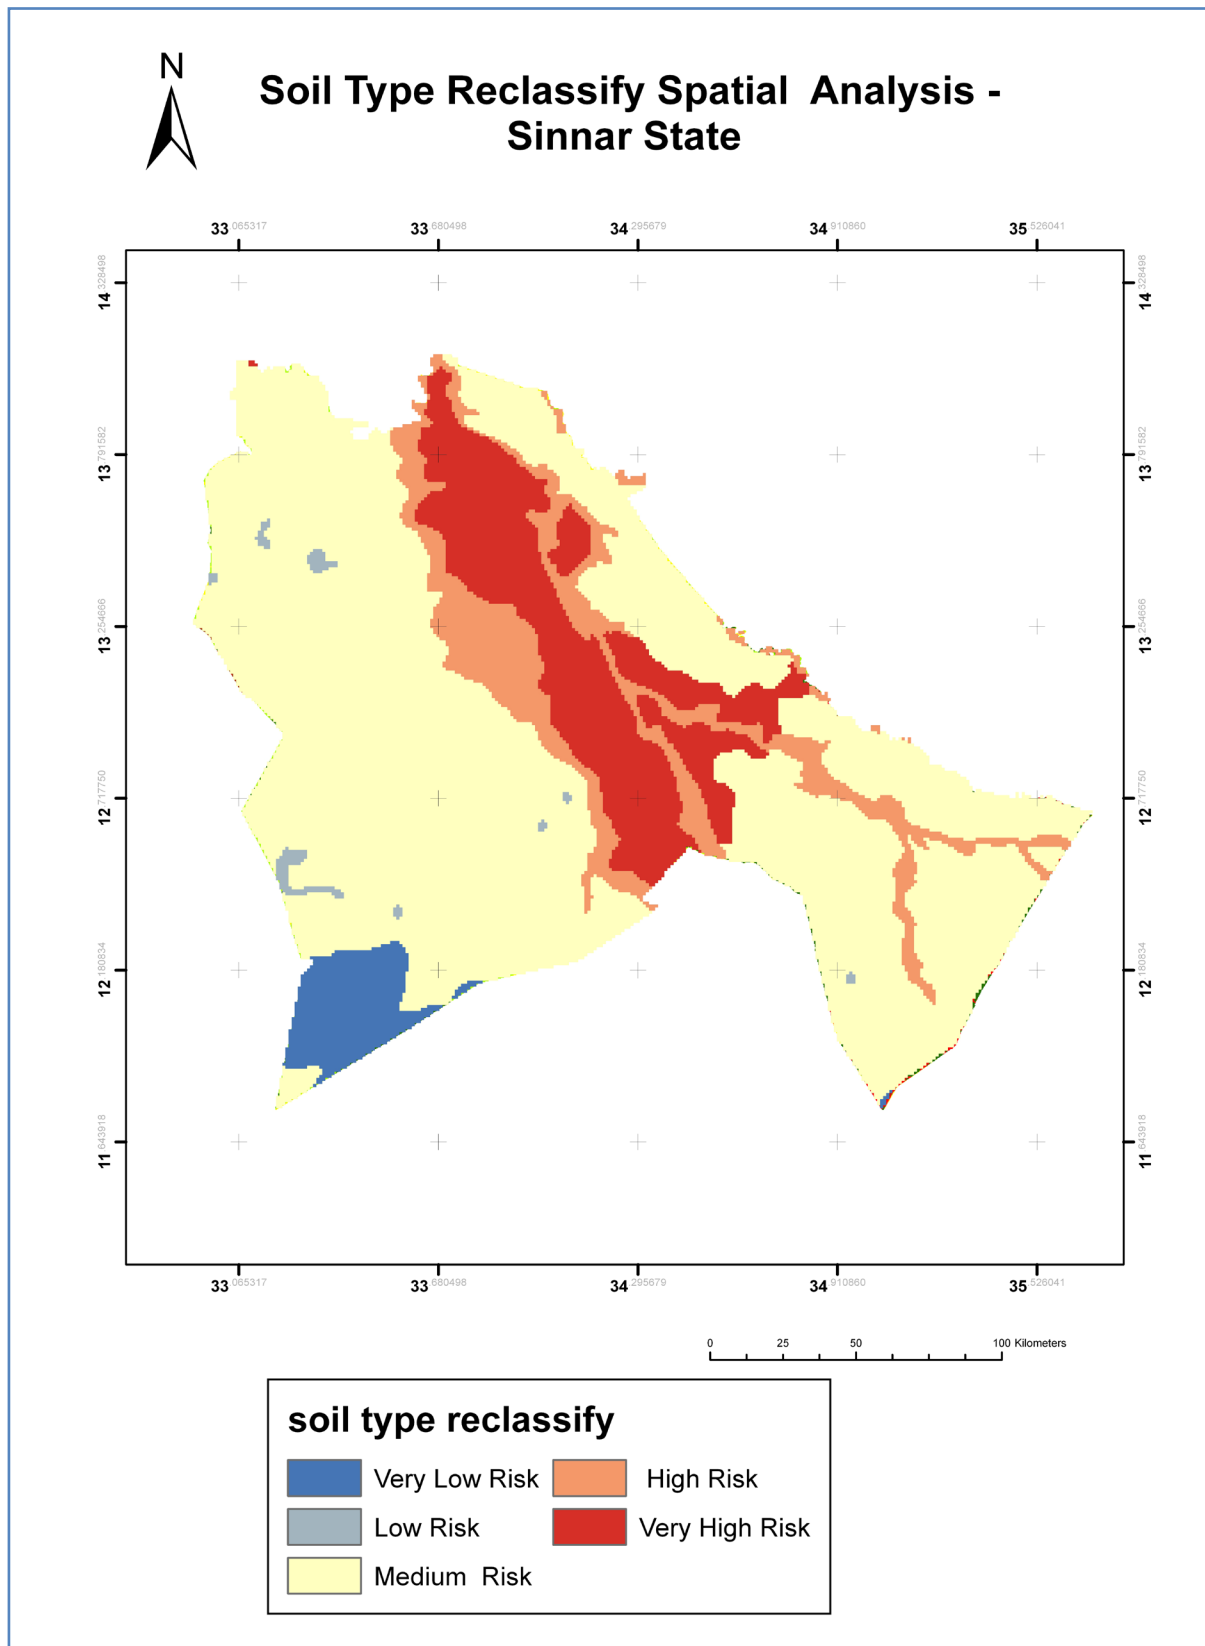 N
Soil Type Reclassify Spatial  Analysis -
Sinnar State
33.065317 33.680498 34.295679 34.910860 35.526041
14.328498 14.328498
13.791582 13.791582
13.254666 13.254666
12.717750 12.717750
12.180834 12.180834
11.643918 11.643918
33.065317 33.680498 34.295679 34.910860 35.526041
0 25 50 100 Kilometers
soil type reclassify
Very Low Risk High Risk
Low Risk Very High Risk
Medium  Risk